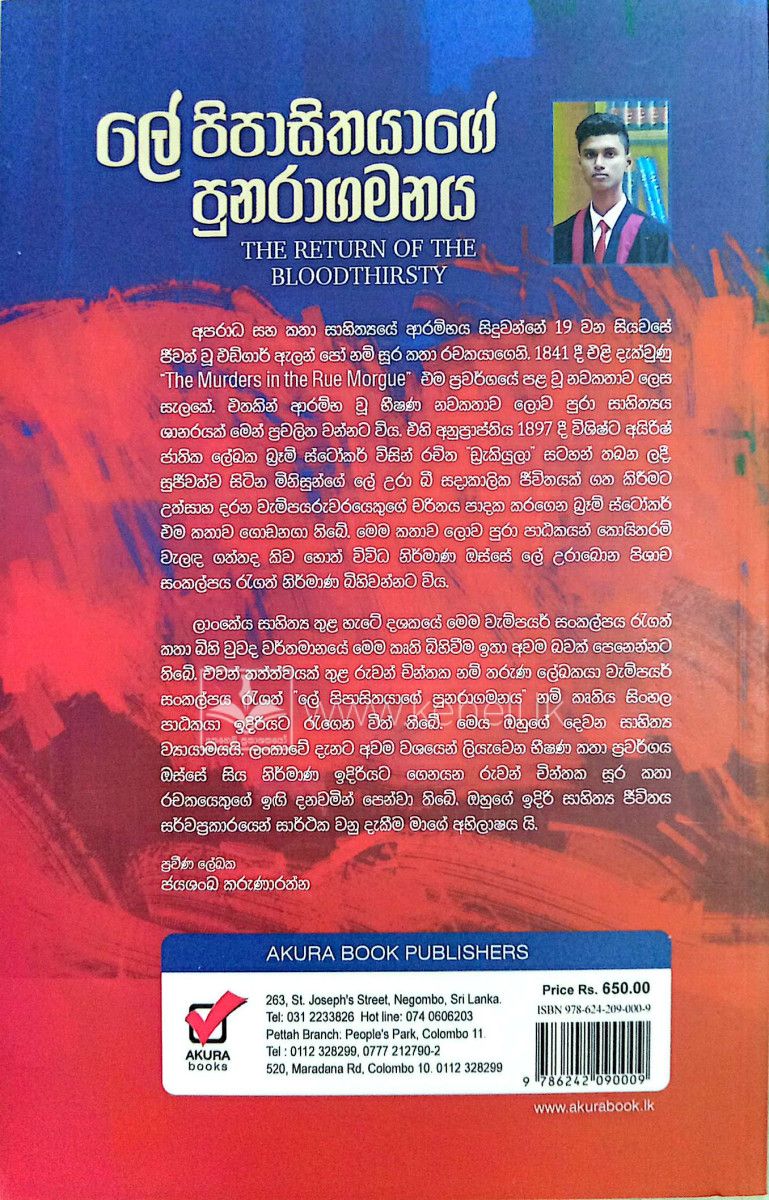 ලේ පිපාසිතයාගේ
පුනරාගමනය
THE RETURN OF THE
BLOODTHIRSTY
අපරාධ සහ කතා සාහිත්‍යයේ ආරම්භය සිදුවන්නේ 19 වන සියවසේ
ජීවත් වූ එඩ්ගාර් ඇලන් පෝ නම් සූර කතා රචකයාගෙනි. 1841 දී එළි දැක්වුණු
"The Murders in the Rue Morgue" එම ප්‍රවර්ගයේ පළ වූ නවකතාව ලෙස
සැලකේ. එතකින් ආරම්භ වූ භීෂණ නවකතාව ලොව පුරා සාහිත්‍යය
ශානරයක් මෙන් ප්‍රචලිත වන්නට විය. එහි අනුප්‍රාප්තිය 1897 දී විශිෂ්ට අයිරිෂ්
ජාතික ලේඛක බ්‍රෑම් ස්ටෝකර් විසින් රචිත "ඩ්‍රැකියුලා" සටහන් තබන ලදී.
සුජීවත්ව සිටින මිනිසුන්ගේ ලේ උරා බී සදාකාලික ජීවිතයක් ගත කිරීමට
උත්සාහ දරන වැම්පයරුවරයෙකුගේ චරිතය පාදක කරගෙන බ්‍රෑම් ස්ටෝකර්
එම කතාව ගොඩනගා තිබේ. මෙම කතාව ලොව පුරා පාඨකයන් කොයිතරම්
වැලඳ ගත්තද කිව හොත් විවිධ නිර්මාණ ඔස්සේ ලේ උරාබොන පිශාච
සංකල්පය රැගත් නිර්මාණ බිහිවන්නට විය.
ලාංකේය සාහිත්‍ය තුළ හැටේ දශකයේ මෙම වැම්පයර් සංකල්පය රැගත්
කතා බිහි වුවද වර්තමානයේ මෙම කෘති බිහිවීම ඉතා අවම බවක් පෙනෙන්නට
තිබේ. එවන් තත්ත්වයක් තුළ රුවන් චින්තක නම් තරුණ ලේඛකයා වැම්පයර්
සංකල්පය රැගත් "ලේ පිපාසිතයාගේ පුනරාගමනය" නම් කෘතිය සිංහල
පාඨකයා ඉදිරියට රැගෙන විත් තිබේ. මෙය ඔහුගේ දෙවන සාහිත්‍ය
ව්‍යායාමයයි. ලංකාවේ දැනට අවම වශයෙන් ලියැවෙන භීෂණ කතා ප්‍රවර්ගය
ඔස්සේ සිය නිර්මාණ ඉදිරියට ගෙනයන රුවන් චින්තක සූර කතා
රචකයෙකුගේ ඉඟි දනවමින් පෙන්වා තිබේ. ඔහුගේ ඉදිරි සාහිත්‍ය ජීවිතය
සර්වප්‍රකාරයෙන් සාර්ථක වනු දැකීම මාගේ අභිලාෂය යි.
www.keheli.lk
ප්‍රවීණ ලේඛක
ජයශංඛ කරුණාරත්න
AKURA BOOK PUBLISHERS
AKURA
books
263, St. Joseph's Street, Negombo, Sri Lanka.
Tel: 031 2233826 Hot line: 074 0606203
Pettah Branch: People's Park, Colombo 11.
Tel : 0112 328299, 0777 212790-2
520, Maradana Rd, Colombo 10. 0112 328299
Price Rs. 650.00
ISBN 978-624-209-000-9
9 786242 090009
www.akurabook.lk